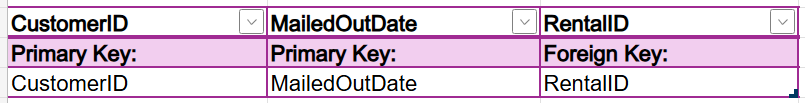 CustomerID MailedOutDate RentalID
Primary Key: Primary Key: Foreign Key:
CustomerID MailedOutDate RentalID